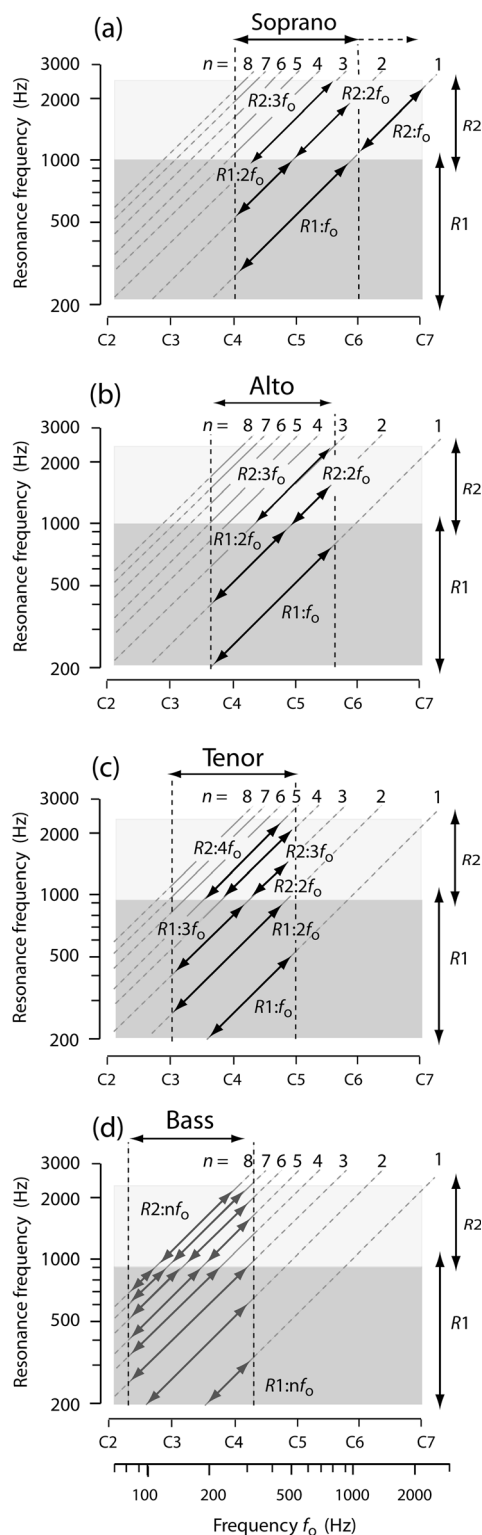 (a) Soprano
n = 8 7 6 5 4 3 2 1
3000
2000
1000
500
200
Resonance frequency (Hz)
R2:3fo
R2:2fo
R2:fo
R1:2fo
R1:fo
R2
R1
C2 C3 C4 C5 C6 C7
(b) Alto
n = 8 7 6 5 4 3 2 1
3000
2000
1000
500
200
Resonance frequency (Hz)
R2:3fo
R2:2fo
R1:2fo
R1:fo
R2
R1
C2 C3 C4 C5 C6 C7
(c) Tenor
n = 8 7 6 5 4 3 2 1
3000
2000
1000
500
200
Resonance frequency (Hz)
R2:4fo
R2:3fo
R2:2fo
R1:3fo
R1:2fo
R1:fo
R2
R1
C2 C3 C4 C5 C6 C7
(d) Bass
n = 8 7 6 5 4 3 2 1
3000
2000
1000
500
200
Resonance frequency (Hz)
R2:nfo
R1:nfo
R2
R1
C2 C3 C4 C5 C6 C7
100 200 500 1000 2000
Frequency fo (Hz)